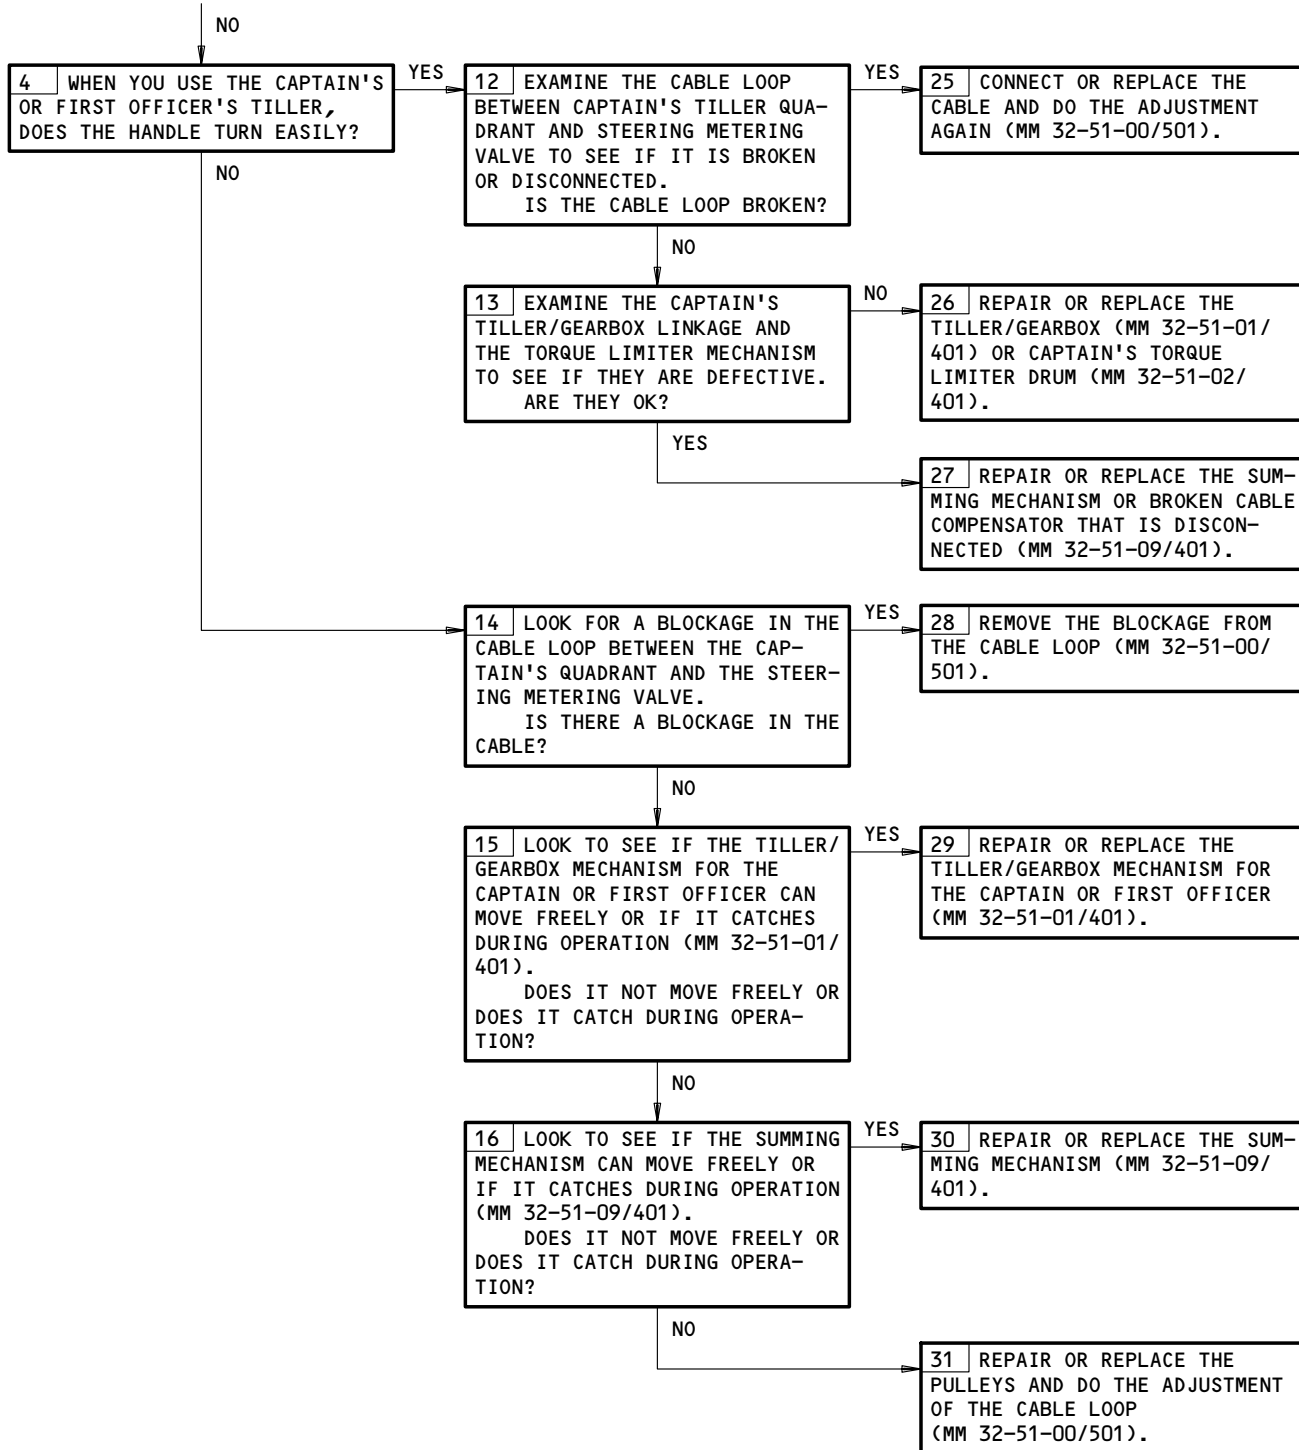 NO
4 WHEN YOU USE THE CAPTAIN'S
OR FIRST OFFICER'S TILLER,
DOES THE HANDLE TURN EASILY?
YES
NO
12 EXAMINE THE CABLE LOOP
BETWEEN CAPTAIN'S TILLER QUA-
DRANT AND STEERING METERING
VALVE TO SEE IF IT IS BROKEN
OR DISCONNECTED.
IS THE CABLE LOOP BROKEN?
YES
25 CONNECT OR REPLACE THE
CABLE AND DO THE ADJUSTMENT
AGAIN (MM 32-51-00/501).
NO
13 EXAMINE THE CAPTAIN'S
TILLER/GEARBOX LINKAGE AND
THE TORQUE LIMITER MECHANISM
TO SEE IF THEY ARE DEFECTIVE.
ARE THEY OK?
NO
26 REPAIR OR REPLACE THE
TILLER/GEARBOX (MM 32-51-01/
401) OR CAPTAIN'S TORQUE
LIMITER DRUM (MM 32-51-02/
401).
YES
27 REPAIR OR REPLACE THE SUM-
MING MECHANISM OR BROKEN CABLE
COMPENSATOR THAT IS DISCON-
NECTED (MM 32-51-09/401).
14 LOOK FOR A BLOCKAGE IN THE
CABLE LOOP BETWEEN THE CAP-
TAIN'S QUADRANT AND THE STEER-
ING METERING VALVE.
IS THERE A BLOCKAGE IN THE
CABLE?
YES
28 REMOVE THE BLOCKAGE FROM
THE CABLE LOOP (MM 32-51-00/
501).
NO
15 LOOK TO SEE IF THE TILLER/
GEARBOX MECHANISM FOR THE
CAPTAIN OR FIRST OFFICER CAN
MOVE FREELY OR IF IT CATCHES
DURING OPERATION (MM 32-51-01/
401).
DOES IT NOT MOVE FREELY OR
DOES IT CATCH DURING OPERA-
TION?
YES
29 REPAIR OR REPLACE THE
TILLER/GEARBOX MECHANISM FOR
THE CAPTAIN OR FIRST OFFICER
(MM 32-51-01/401).
NO
16 LOOK TO SEE IF THE SUMMING
MECHANISM CAN MOVE FREELY OR
IF IT CATCHES DURING OPERATION
(MM 32-51-09/401).
DOES IT NOT MOVE FREELY OR
DOES IT CATCH DURING OPERA-
TION?
YES
30 REPAIR OR REPLACE THE SUM-
MING MECHANISM (MM 32-51-09/
401).
NO
31 REPAIR OR REPLACE THE
PULLEYS AND DO THE ADJUSTMENT
OF THE CABLE LOOP
(MM 32-51-00/501).